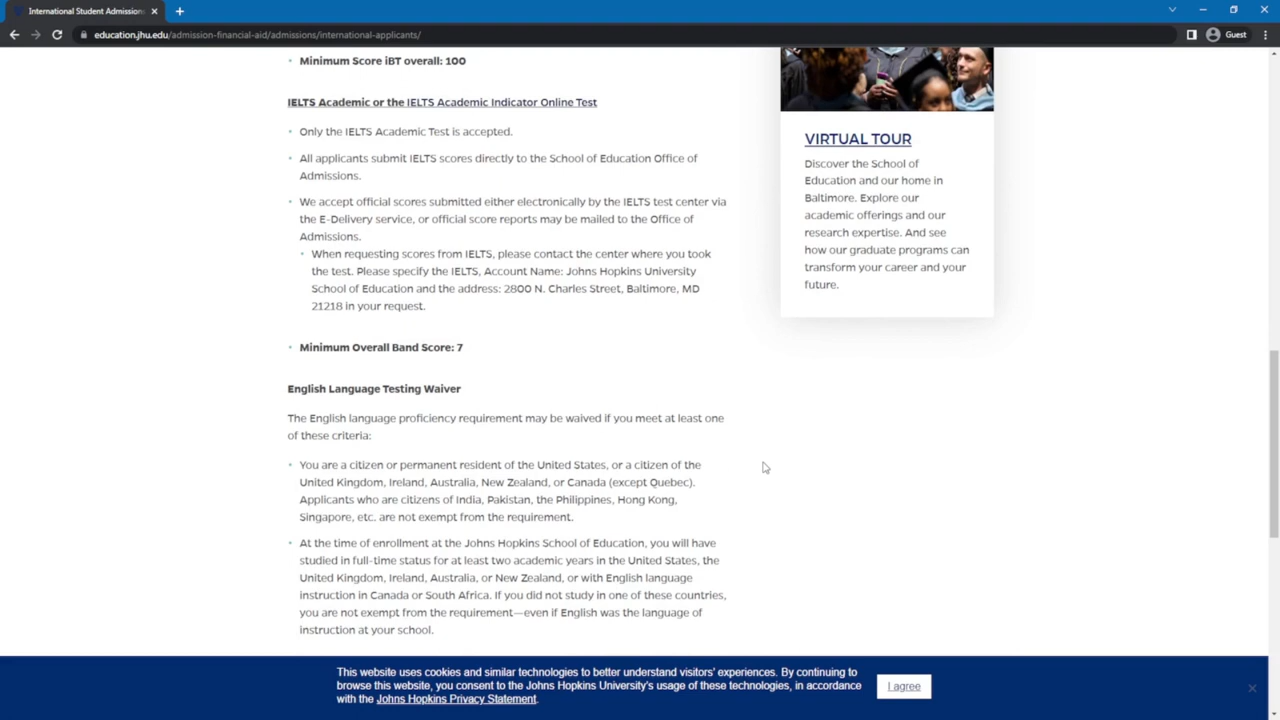 International Student Admission
education.jhu.edu/admission-financial-aid/admissions/international-applicants/
Guest
Minimum Score iBT overall: 100
IELTS Academic or the IELTS Academic Indicator Online Test
Only the IELTS Academic Test is accepted.
All applicants submit IELTS scores directly to the School of Education Office of
Admissions.
We accept official scores submitted either electronically by the IELTS test center via
the E-Delivery service, or official score reports may be mailed to the Office of
Admissions.
When requesting scores from IELTS, please contact the center where you took
the test. Please specify the IELTS, Account Name: Johns Hopkins University
School of Education and the address: 2800 N. Charles Street, Baltimore, MD
21218 in your request.
Minimum Overall Band Score: 7
English Language Testing Waiver
The English language proficiency requirement may be waived if you meet at least one
of these criteria:
You are a citizen or permanent resident of the United States, or a citizen of the
United Kingdom, Ireland, Australia, New Zealand, or Canada (except Quebec).
Applicants who are citizens of India, Pakistan, the Philippines, Hong Kong,
Singapore, etc. are not exempt from the requirement.
At the time of enrollment at the Johns Hopkins School of Education, you will have
studied in full-time status for at least two academic years in the United States, the
United Kingdom, Ireland, Australia, or New Zealand, or with English language
instruction in Canada or South Africa. If you did not study in one of these countries,
you are not exempt from the requirement—even if English was the language of
instruction at your school.
VIRTUAL TOUR
Discover the School of
Education and our home in
Baltimore. Explore our
academic offerings and our
research expertise. And see
how our graduate programs can
transform your career and your
future.
This website uses cookies and similar technologies to better understand visitors' experiences. By continuing to
browse this website, you consent to the Johns Hopkins University's usage of these technologies, in accordance
with the Johns Hopkins Privacy Statement.
I agree